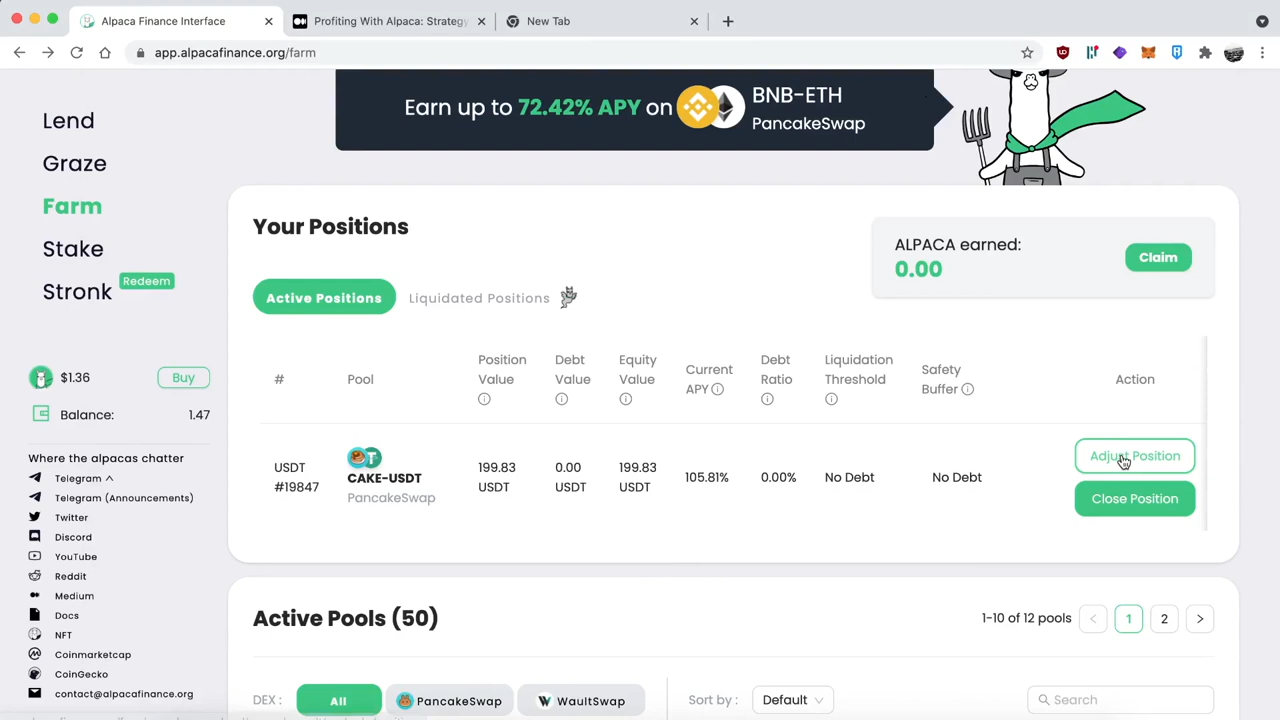 Alpaca Finance Interface
Profiting With Alpaca: Strategy
New Tab
app.alpacafinance.org/farm
Earn up to 72.42% APY on
BNB-ETH
PancakeSwap
Lend
Graze
Farm
Stake
Stronk
Redeem
$1.36
Buy
Balance:
1.47
Where the alpacas chatter
Telegram
Telegram (Announcements)
Twitter
Discord
YouTube
Reddit
Medium
Docs
NFT
Coinmarketcap
CoinGecko
contact@alpacafinance.org
Your Positions
ALPACA earned:
0.00
Claim
Active Positions
Liquidated Positions
#
Pool
Position Value
Debt Value
Equity Value
Current APY
Debt Ratio
Liquidation Threshold
Safety Buffer
Action
USDT #19847
CAKE-USDT
PancakeSwap
199.83 USDT
0.00 USDT
199.83 USDT
105.81%
0.00%
No Debt
No Debt
Adjust Position
Close Position
Active Pools (50)
1-10 of 12 pools
1
2
DEX :
All
PancakeSwap
WaultSwap
Sort by :
Default
Search